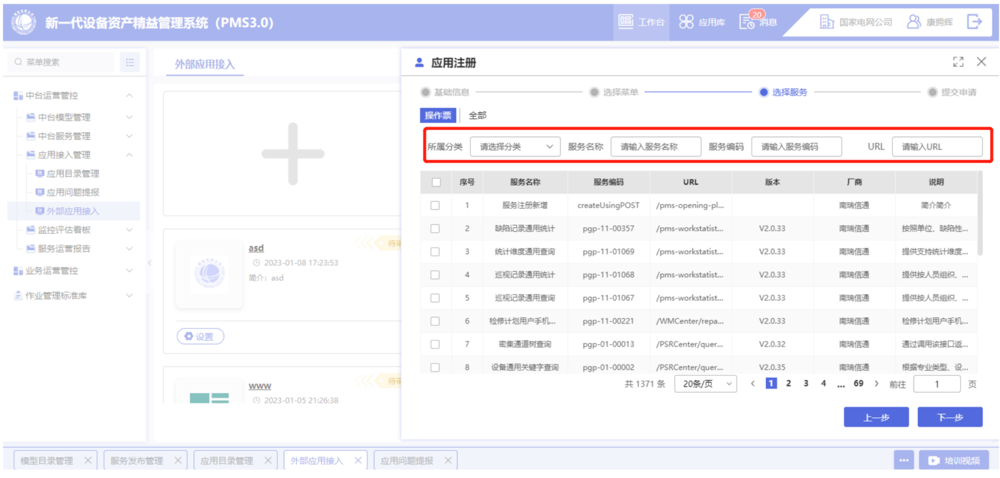 新一代设备资产精益管理系统（PMS3.0）
工作台
应用库
20
消息
国家电网公司
康拥辉
菜单搜索
中台运营管控
中台模型管理
中台服务管理
应用接入管理
应用目录管理
应用问题提报
外部应用接入
监控评估看板
服务运营报告
业务运营管控
作业管理标准库
外部应用接入
asd
待审
2023-01-08 17:23:53
简介： asd
设置
www
待审
2023-01-05 21:26:38
应用注册
基础信息 选择菜单 选择服务 提交申请
操作票 全部
所属分类 请选择分类 服务名称 请输入服务名称 服务编码 请输入服务编码 URL 请输入URL
序号 服务名称 服务编码 URL 版本 厂商 说明
1 服务注册新增 createUsingPOST /pms-opening-pl... 南瑞信通 简介简介
2 缺陷记录通用统计 pgp-11-00357 /pms-workstatist... V2.0.33 南瑞信通 按照单位、缺陷性...
3 统计维度通用查询 pgp-11-01069 /pms-workstatist... V2.0.33 南瑞信通 提供支持统计维度...
4 巡视记录通用统计 pgp-11-01068 /pms-workstatist... V2.0.33 南瑞信通 提供按人员组织、...
5 巡视记录通用查询 pgp-11-01067 /pms-workstatist... V2.0.33 南瑞信通 提供按人员组织、...
6 检修计划用户手机... pgp-11-00221 /WMCenter/repa... V2.0.33 南瑞信通 检修计划用户手机...
7 密集通道树查询 pgp-01-00013 /PSRCenter/quer... V2.0.32 南瑞信通 通过调用该接口返...
8 设备通用关键字查询 pgp-01-00002 /PSRCenter/quer... V2.0.35 南瑞信通 根据专业类型、设...
共 1371 条 20条/页 1 2 3 4 ... 69 前往 1 页
上一步 下一步
模型目录管理 服务发布管理 应用目录管理 外部应用接入 应用问题提报 ... 培训视频